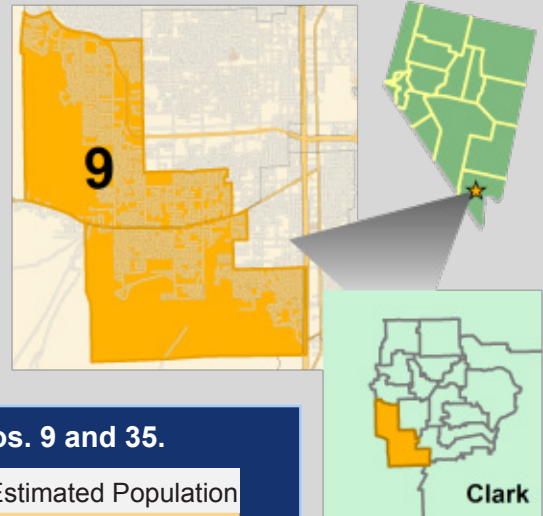 9
Clark
os. 9 and 35.
Estimated Population